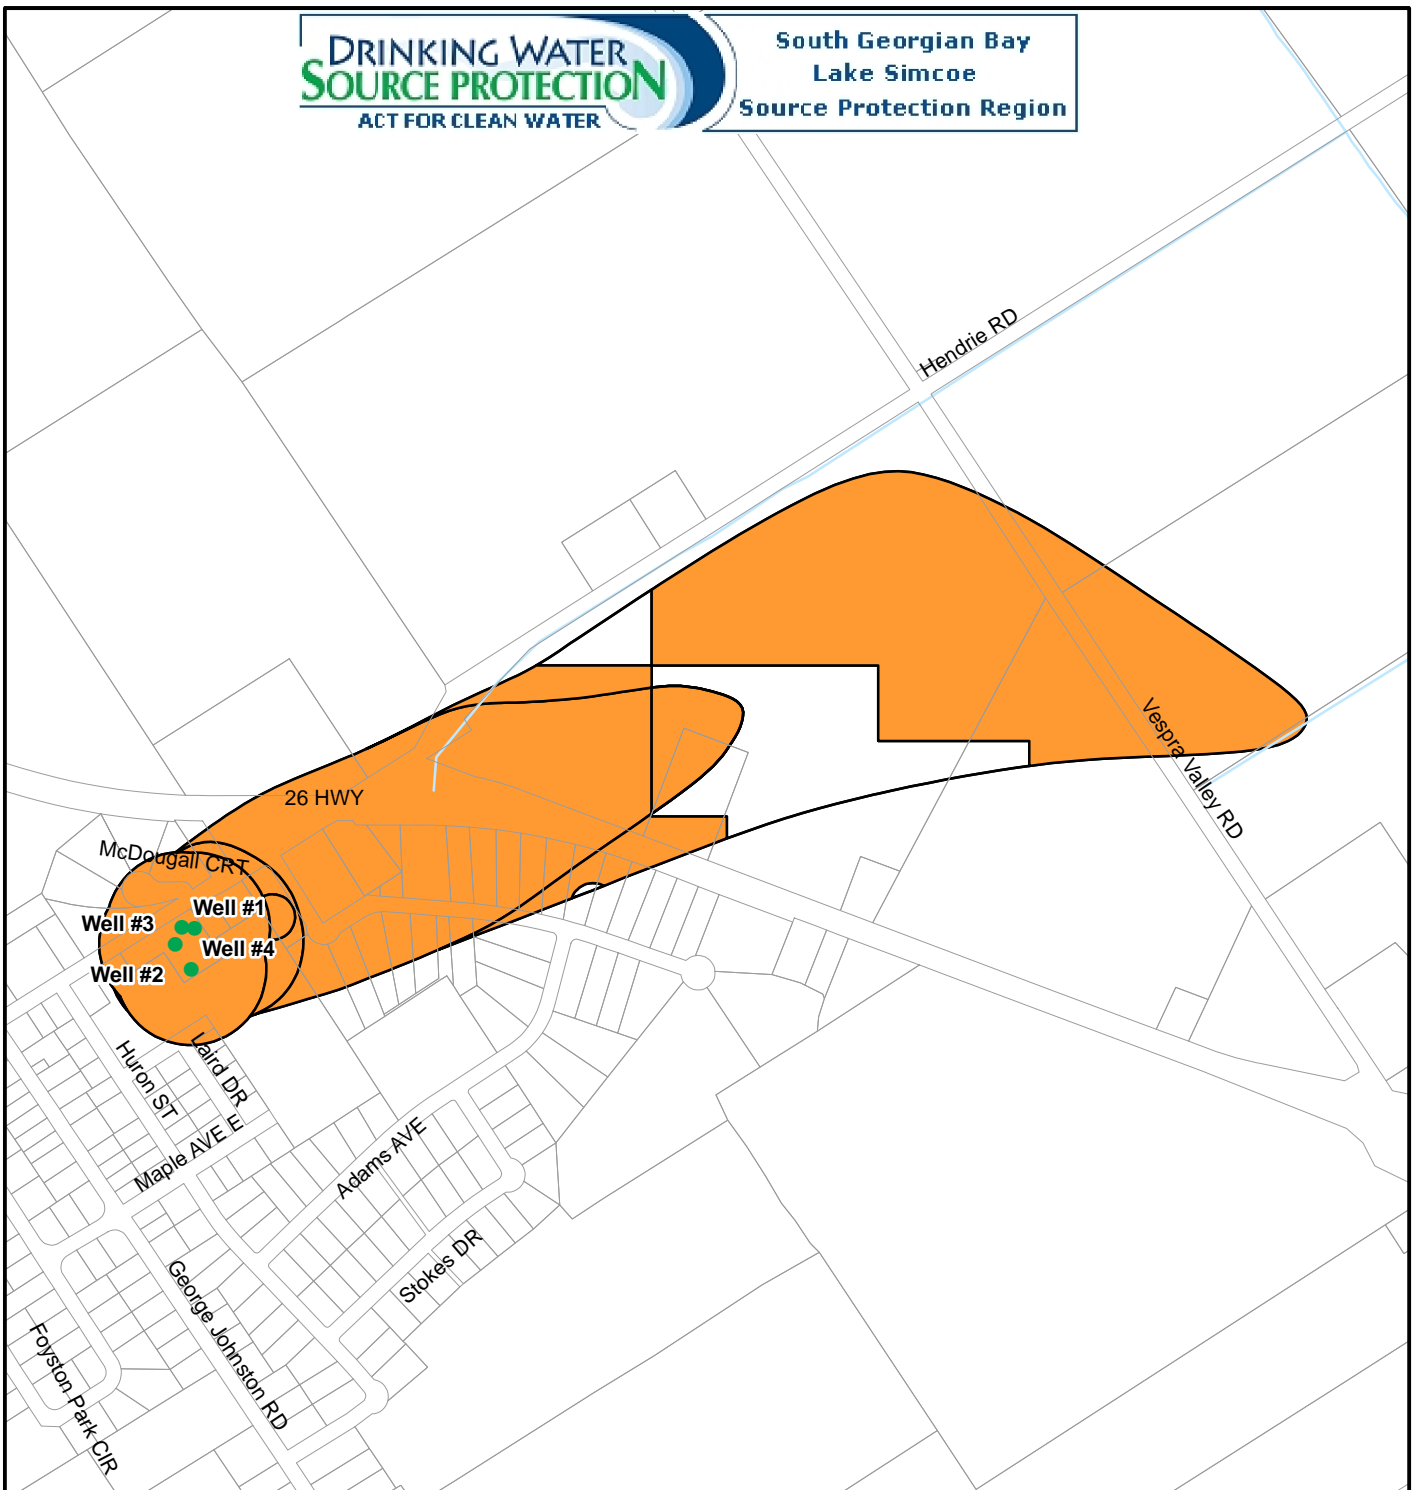 DRINKING WATER
SOURCE PROTECTION
ACT FOR CLEAN WATER
South Georgian Bay
Lake Simcoe
Source Protection Region
Hendrie RD
Vespra Valley RD
26 HWY
McDougall CRT
Well #1
Well #3
Well #4
Well #2
Laird DR
Huron ST
Maple AVE E
Adams AVE
Stokes DR
George Johnston RD
Foyston Park CIR